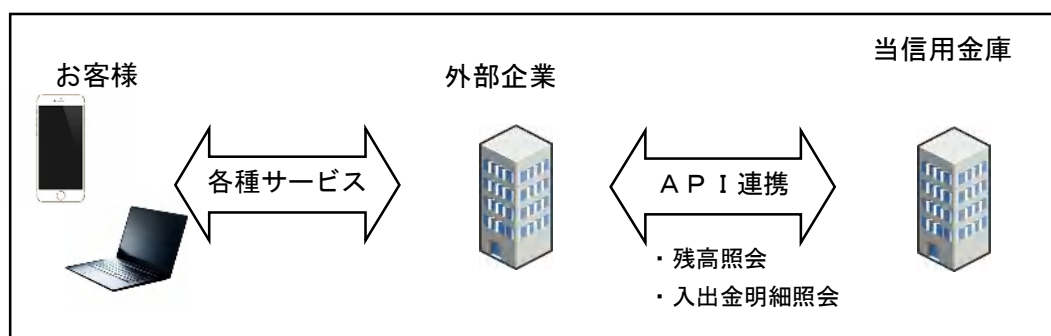 お客様
外部企業
当信用金庫
各種サービス
ＡＰＩ連携
・残高照会
・入出金明細照会